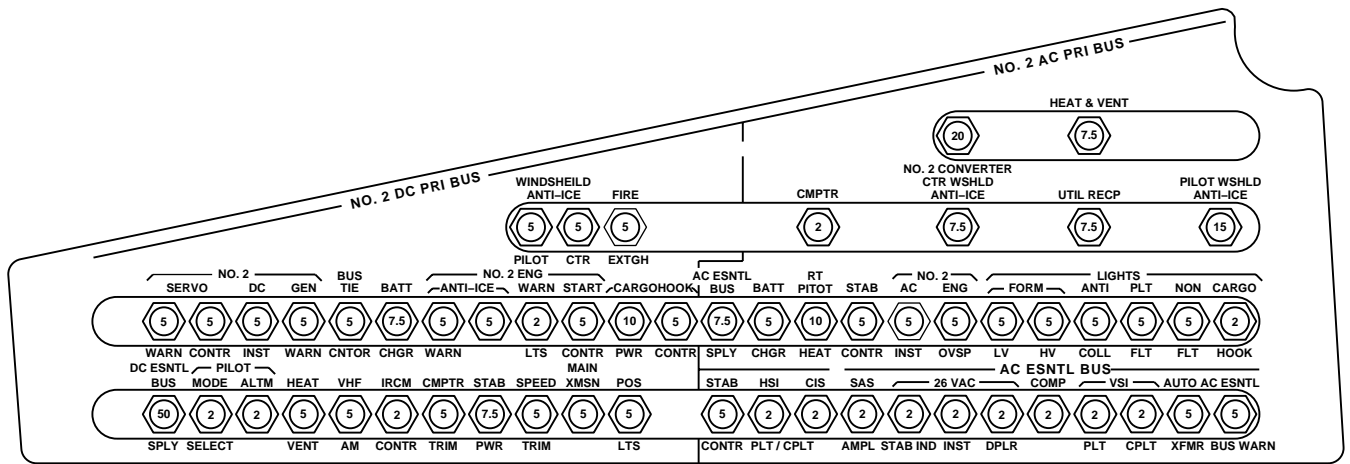 NO. 2 AC PRI BUS
HEAT & VENT
20 7.5
NO. 2 CONVERTER
NO. 2 DC PRI BUS
WINDSHEILD ANTI–ICE FIRE CMPTR CTR WSHLD ANTI–ICE UTIL RECP PILOT WSHLD ANTI–ICE
5 5 5 2 7.5 7.5 15
PILOT CTR EXTGH
NO. 2 BUS NO. 2 ENG AC ESNTL RT NO. 2 LIGHTS
SERVO DC GEN TIE BATT ANTI–ICE WARN START CARGO HOOK BUS BATT PITOT STAB AC ENG FORM ANTI PLT NON CARGO
5 5 5 5 5 7.5 5 5 2 5 10 5 7.5 5 10 5 5 5 5 5 5 5 5 2
WARN CONTR INST WARN CNTOR CHGR WARN LTS CONTR PWR CONTR SPLY CHGR HEAT CONTR INST OVSP LV HV COLL FLT FLT HOOK
DC ESNTL PILOT MAIN AC ESNTL BUS
BUS MODE ALTM HEAT VHF IRCM CMPTR STAB SPEED XMSN POS STAB HSI CIS SAS 26 VAC COMP VSI AUTO AC ESNTL
50 2 2 5 5 2 5 7.5 5 5 5 5 2 2 2 2 2 2 2 2 2 5 5
SPLY SELECT VENT AM CONTR TRIM PWR TRIM LTS CONTR PLT / CPLT AMPL STAB IND INST DPLR PLT CPLT XFMR BUS WARN